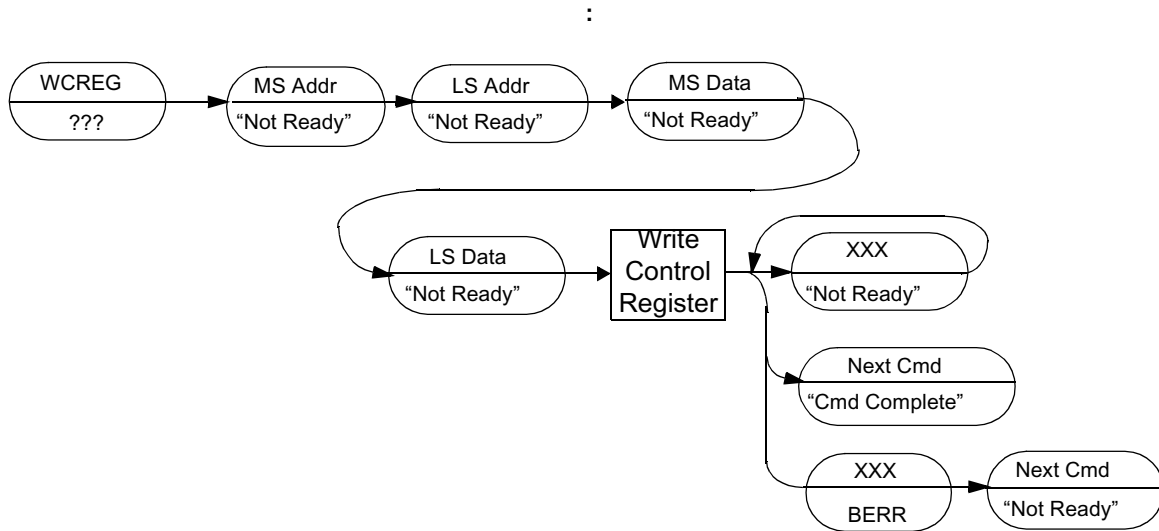 :
WCREG
???
MS Addr
“Not Ready”
LS Addr
“Not Ready”
MS Data
“Not Ready”
LS Data
“Not Ready”
Write
Control
Register
XXX
“Not Ready”
Next Cmd
“Cmd Complete”
XXX
BERR
Next Cmd
“Not Ready”